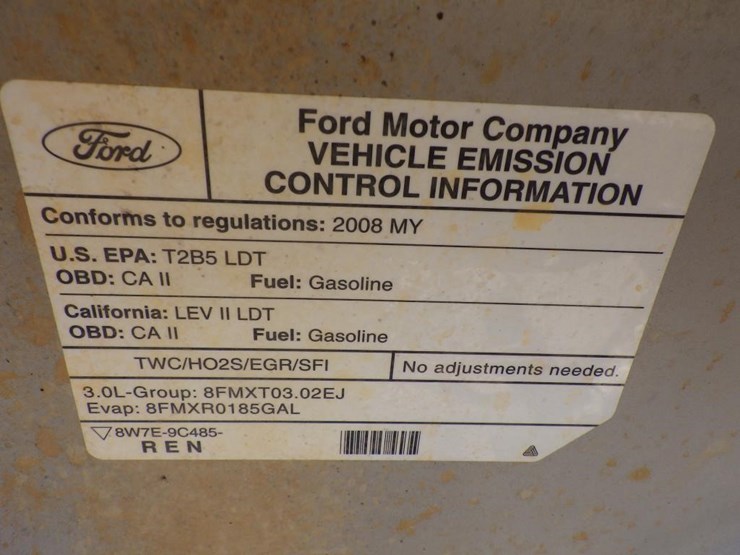 Ford
Ford Motor Company
VEHICLE EMISSION
CONTROL INFORMATION
Conforms to regulations: 2008 MY
U.S. EPA: T2B5 LDT
OBD: CA II Fuel: Gasoline
California: LEV II LDT
OBD: CA II Fuel: Gasoline
TWC/HO2S/EGR/SFI No adjustments needed.
3.0L-Group: 8FMXT03.02EJ
Evap: 8FMXR0185GAL
8W7E-9C485-
REN